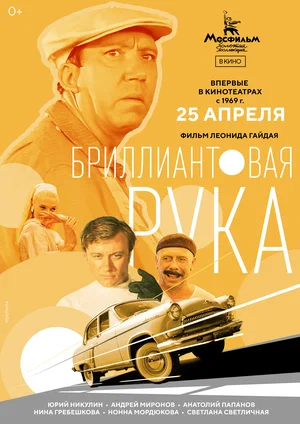 0+
Мосфильм
Золотая коллекция
В КИНО
ВПЕРВЫЕ
В КИНОТЕАТРАХ
с 1969 г.
25 АПРЕЛЯ
ФИЛЬМ ЛЕОНИДА ГАЙДАЯ
БРИЛЛИАНТОВАЯ
РУКА
ЮРИЙ НИКУЛИН • АНДРЕЙ МИРОНОВ • АНАТОЛИЙ ПАПАНОВ
НИНА ГРЕБЕШКОВА • НОННА МОРДЮКОВА • СВЕТЛАНА СВЕТЛИЧНАЯ